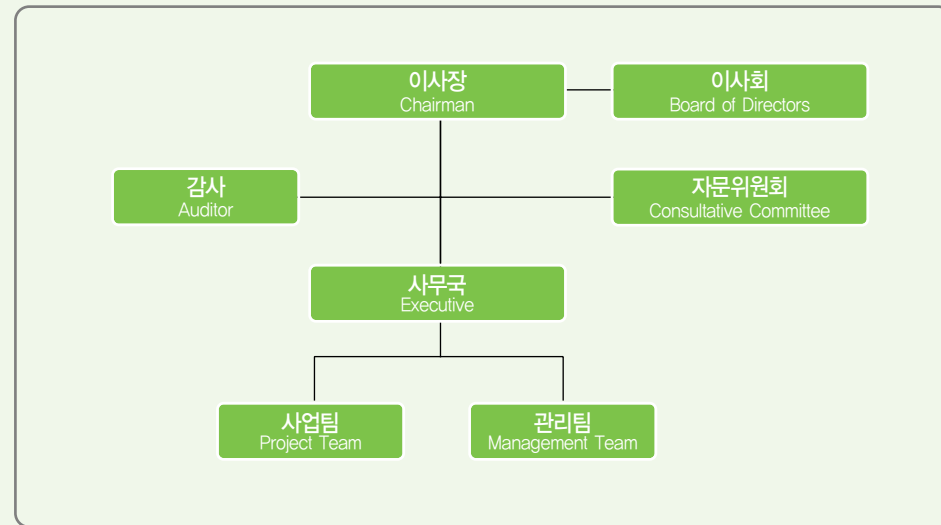 이사장
Chairman
이사회
Board of Directors
감사
Auditor
자문위원회
Consultative Committee
사무국
Executive
사업팀
Project Team
관리팀
Management Team